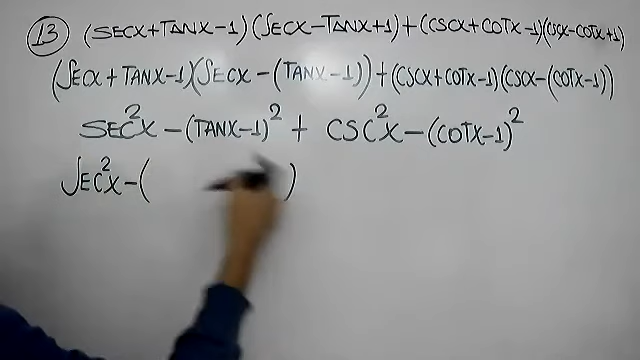 13 (SECX+TANX-1)(SECX-TANX+1)+(CSCX+COTX-1)(CSCX-COTX+1)
(SECX+TANX-1)(SECX-(TANX-1))+(CSCX+COTX-1)(CSCX-(COTX-1))
SEC²X-(TANX-1)²+ CSC²X-(COTX-1)²
SEC²X-( )